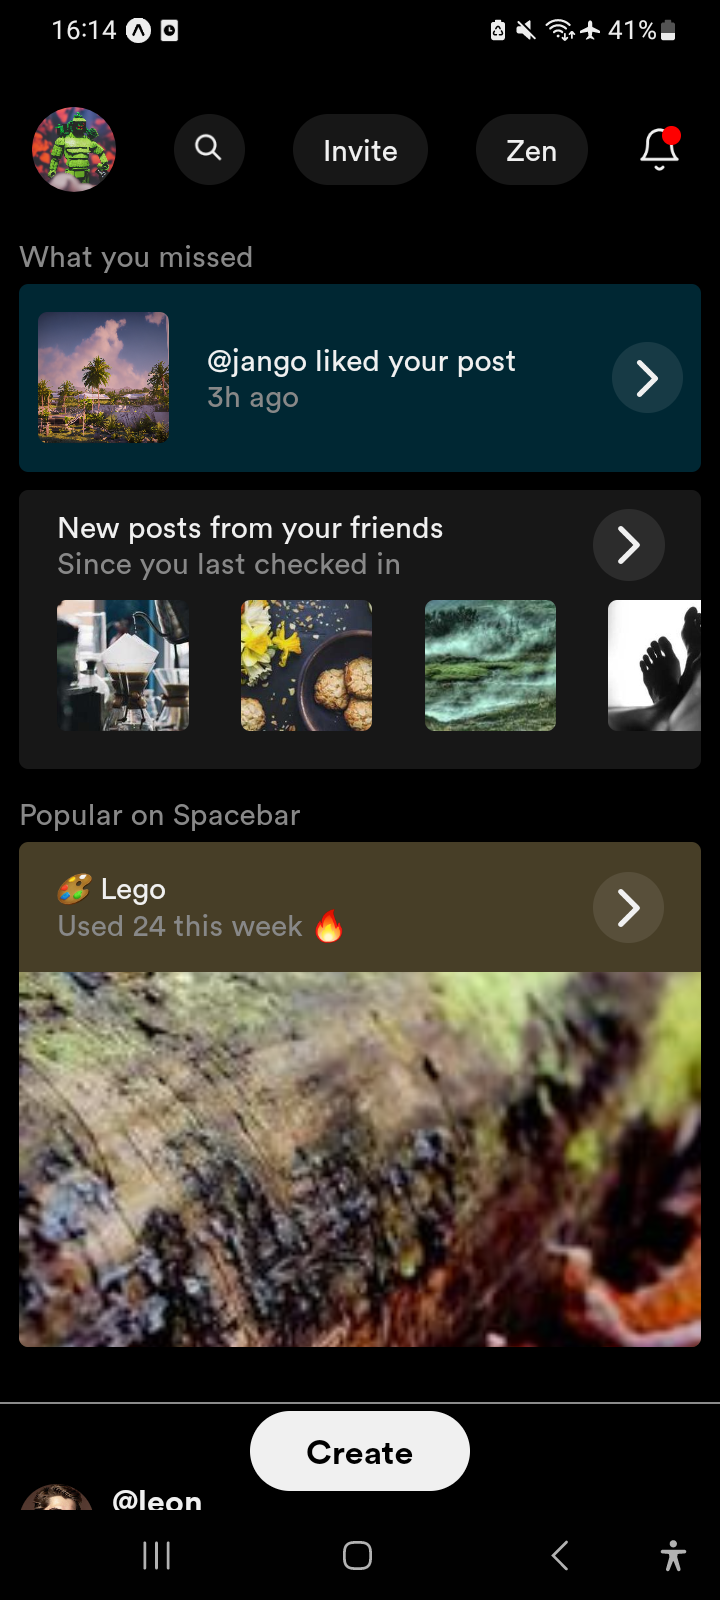 16:14
41%
Invite
Zen
What you missed
@jango liked your post
3h ago
New posts from your friends
Since you last checked in
Popular on Spacebar
🎨 Lego
Used 24 this week 🔥
Create
@leon